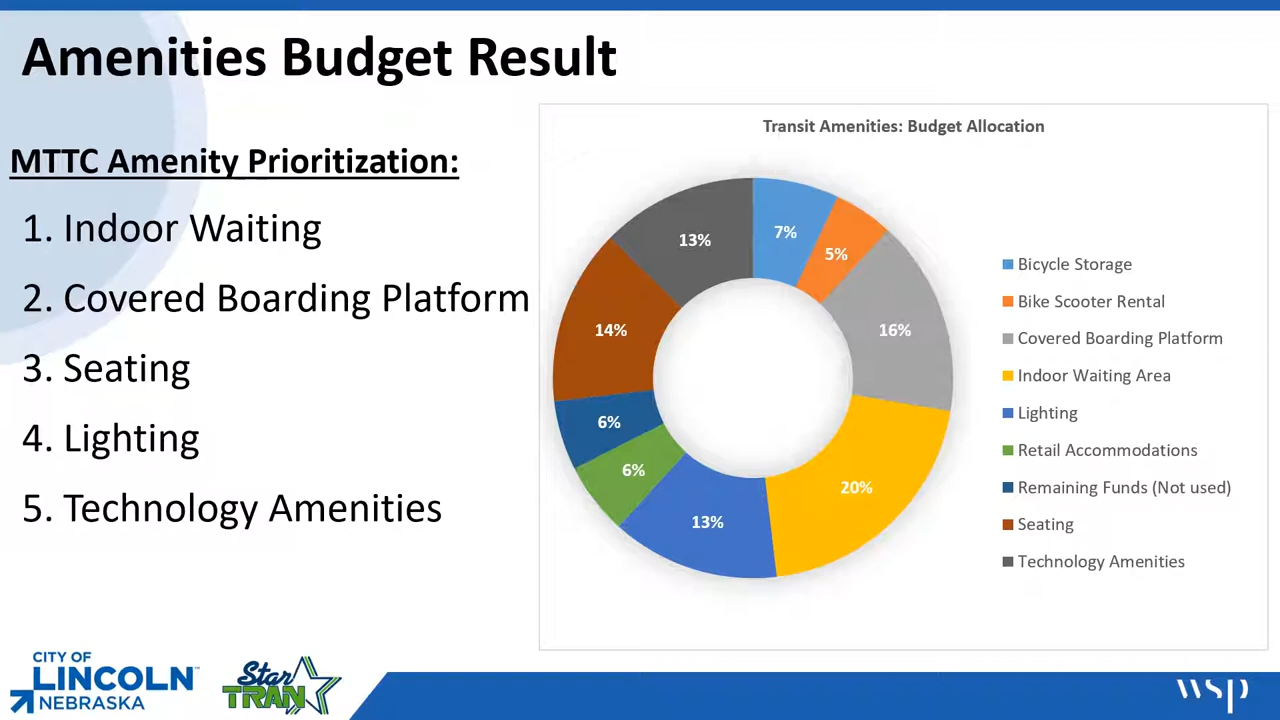 Amenities Budget Result
MTTC Amenity Prioritization:
1. Indoor Waiting
2. Covered Boarding Platform
3. Seating
4. Lighting
5. Technology Amenities
Transit Amenities: Budget Allocation
7%
5%
16%
20%
13%
6%
6%
14%
13%
Bicycle Storage
Bike Scooter Rental
Covered Boarding Platform
Indoor Waiting Area
Lighting
Retail Accommodations
Remaining Funds (Not used)
Seating
Technology Amenities
CITY OF
LINCOLN
NEBRASKA
Star
TRAN
wsp